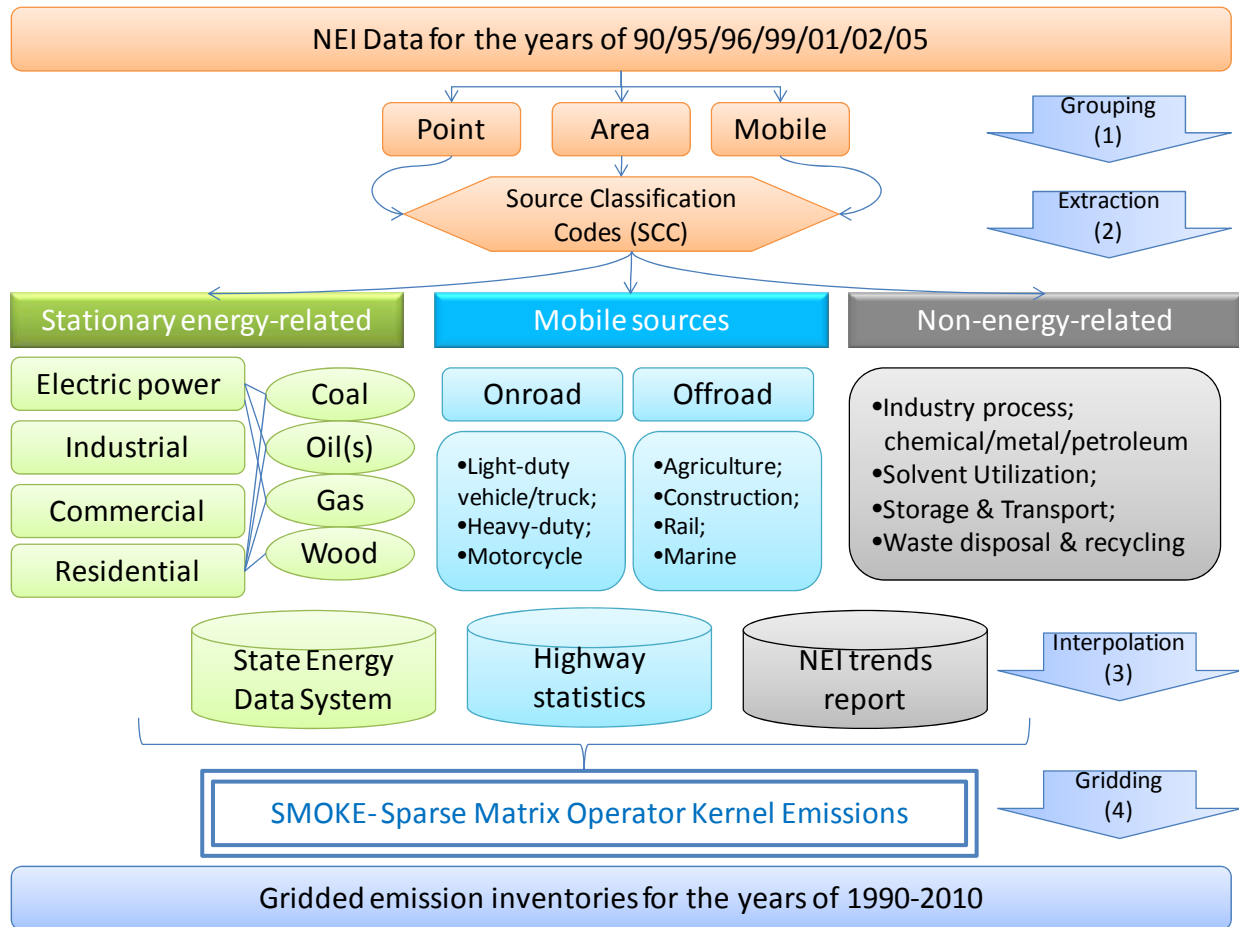 NEI Data for the years of 90/95/96/99/01/02/05
Point
Area
Mobile
Grouping
(1)
Source Classification
Codes (SCC)
Extraction
(2)
Stationary energy-related
Mobile sources
Non-energy-related
Electric power
Industrial
Commercial
Residential
Coal
Oil(s)
Gas
Wood
Onroad
Offroad
•Light-duty
vehicle/truck;
•Heavy-duty;
•Motorcycle
•Agriculture;
•Construction;
•Rail;
•Marine
•Industry process;
chemical/metal/petroleum
•Solvent Utilization;
•Storage & Transport;
•Waste disposal & recycling
State Energy
Data System
Highway
statistics
NEI trends
report
Interpolation
(3)
SMOKE- Sparse Matrix Operator Kernel Emissions
Gridding
(4)
Gridded emission inventories for the years of 1990-2010